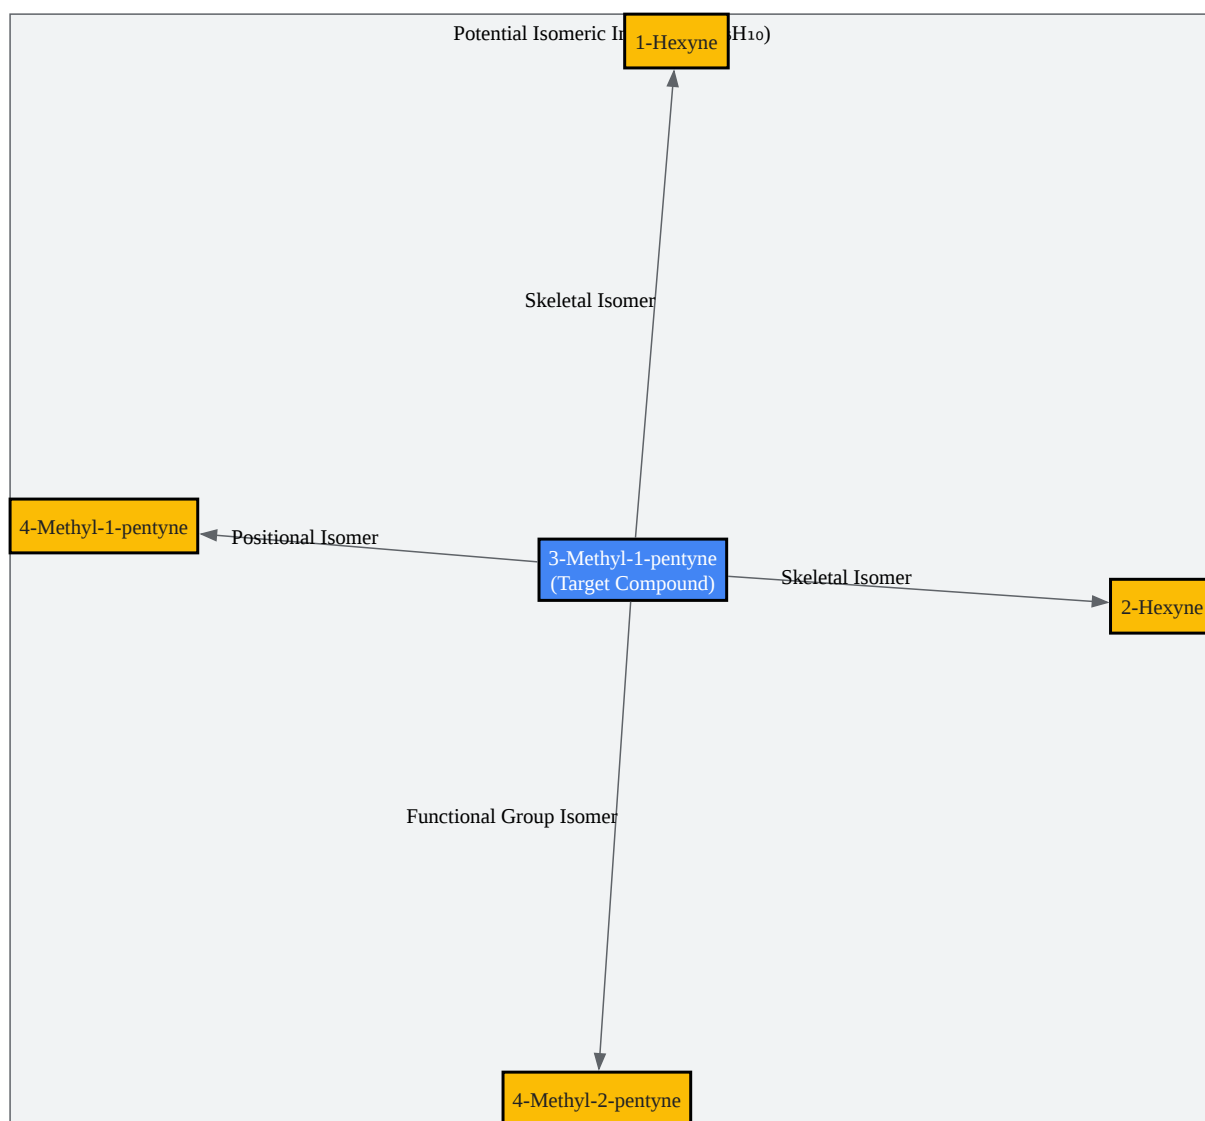 Potential Isomeric H₁₀)
1-Hexyne
Skeletal Isomer
4-Methyl-1-pentyne
Positional Isomer
3-Methyl-1-pentyne
(Target Compound)
Skeletal Isomer
2-Hexyne
Functional Group Isomer
4-Methyl-2-pentyne